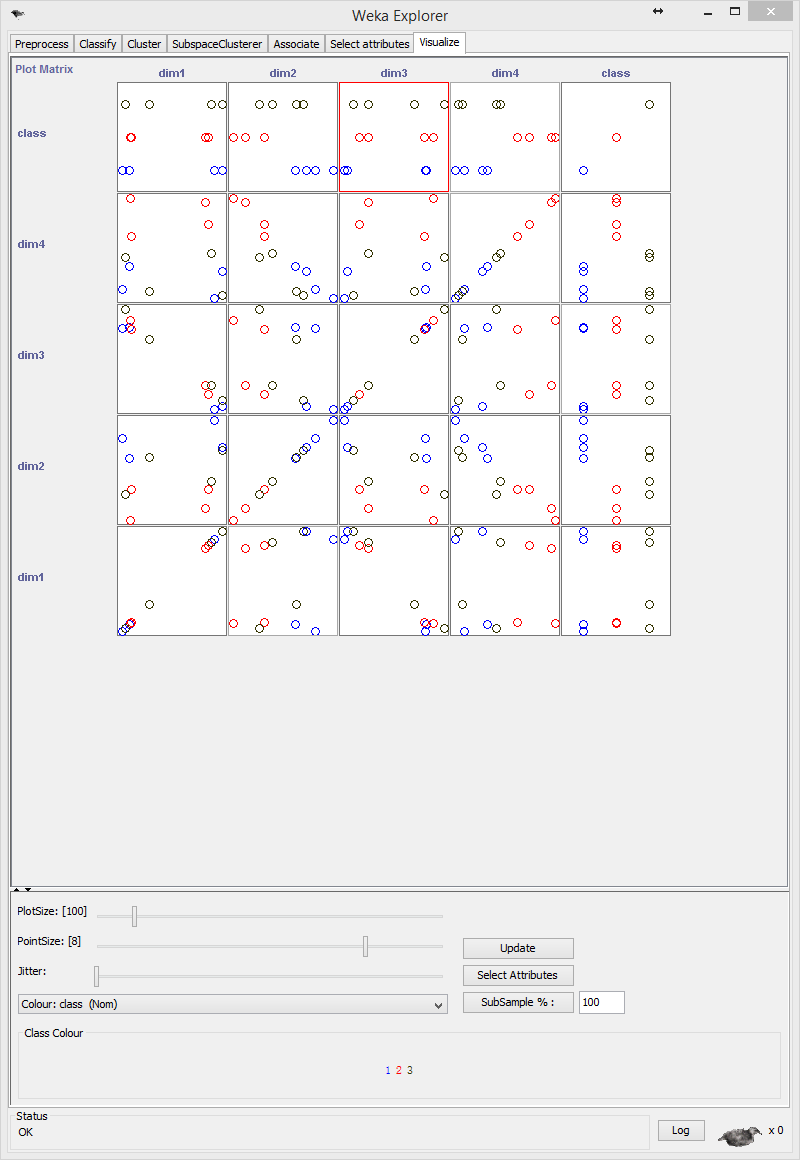 Weka Explorer
Preprocess Classify Cluster SubspaceClusterer Associate Select attributes Visualize
Plot Matrix dim1 dim2 dim3 dim4 class
class
dim4
dim3
dim2
dim1
PlotSize: [100]
PointSize: [8]
Update
Jitter:
Select Attributes
Colour: class (Nom)
SubSample % : 100
Class Colour
1 2 3
Status
OK
Log x 0